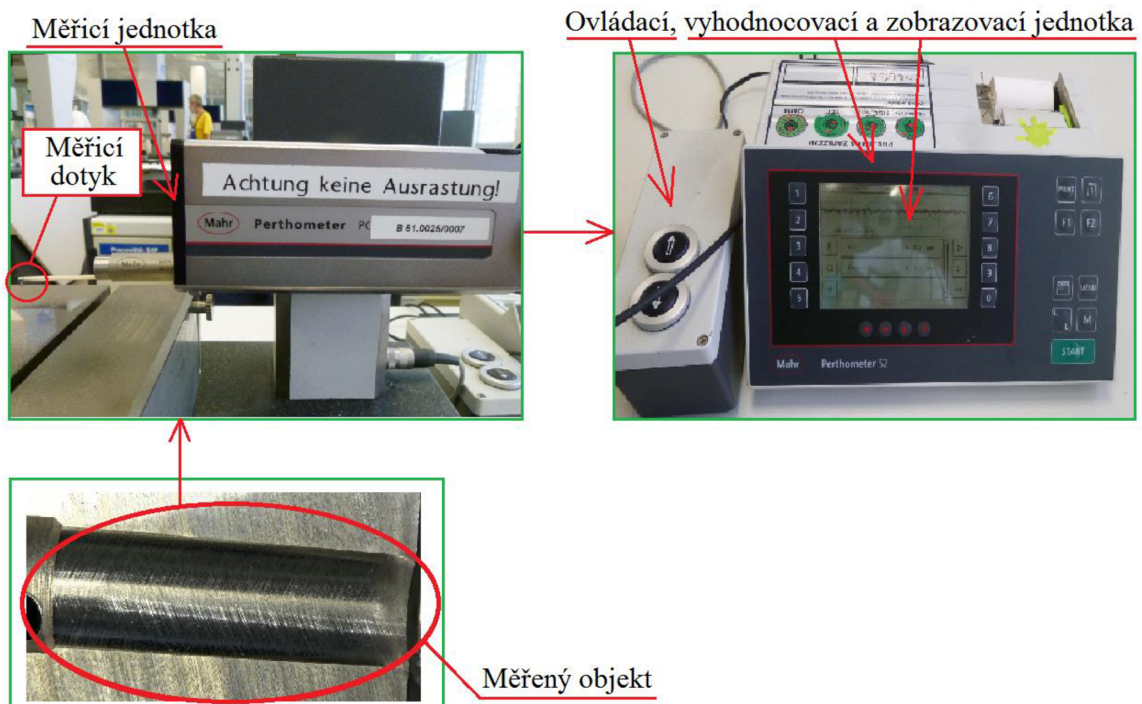 Měřicí jednotka
Ovládací, vyhodnocovací a zobrazovací jednotka
Měřicí
dotyk
Achtung keine Ausrastung!
Mahr Perthometer PG B 51.0025/0007
1
2
3
4
5
6
7
8
9
0
PRINT
F1 F2
MENU
L M
START
Mahr Perthometer S2
Měřený objekt